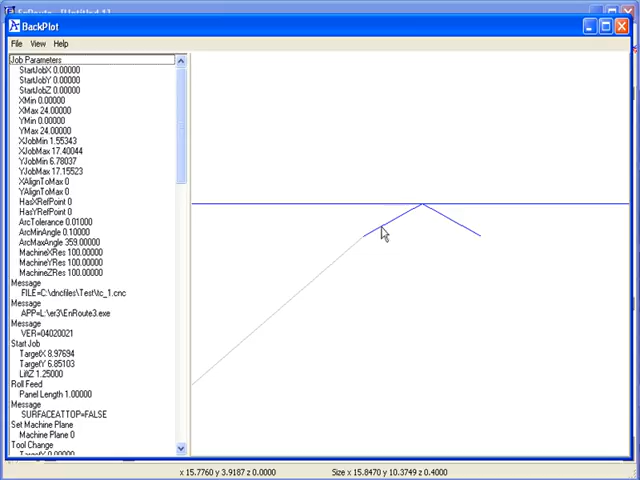 EnRoute - [Untitled 1]
BackPlot
File View Help
Job Parameters
StartJobX 0.00000
StartJobY 0.00000
StartJobZ 0.00000
XMin 0.00000
XMax 24.00000
YMin 0.00000
YMax 24.00000
XJobMin 1.55343
XJobMax 17.40044
YJobMin 6.78037
YJobMax 17.15523
XAlignToMax 0
YAlignToMax 0
HasXRefPoint 0
HasYRefPoint 0
ArcTolerance 0.01000
ArcMinAngle 0.10000
ArcMaxAngle 359.00000
MachineXRes 100.00000
MachineYRes 100.00000
MachineZRes 100.00000
Message
FILE=C:\dncfiles\Test\tc_1.cnc
Message
APP=L:\er3\EnRoute3.exe
Message
VER=04020021
Start Job
TargetX 8.97694
TargetY 6.85103
LiftZ 1.25000
Roll Feed
Panel Length 1.00000
Message
SURFACEATTOP=FALSE
Set Machine Plane
Machine Plane 0
Tool Change
x 15.7760 y 3.9187 z 0.0000 Size x 15.8470 y 10.3749 z 0.4000